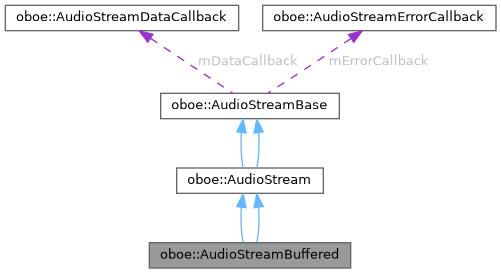 oboe::AudioStreamDataCallback
oboe::AudioStreamErrorCallback
mDataCallback
mErrorCallback
oboe::AudioStreamBase
oboe::AudioStream
oboe::AudioStreamBuffered